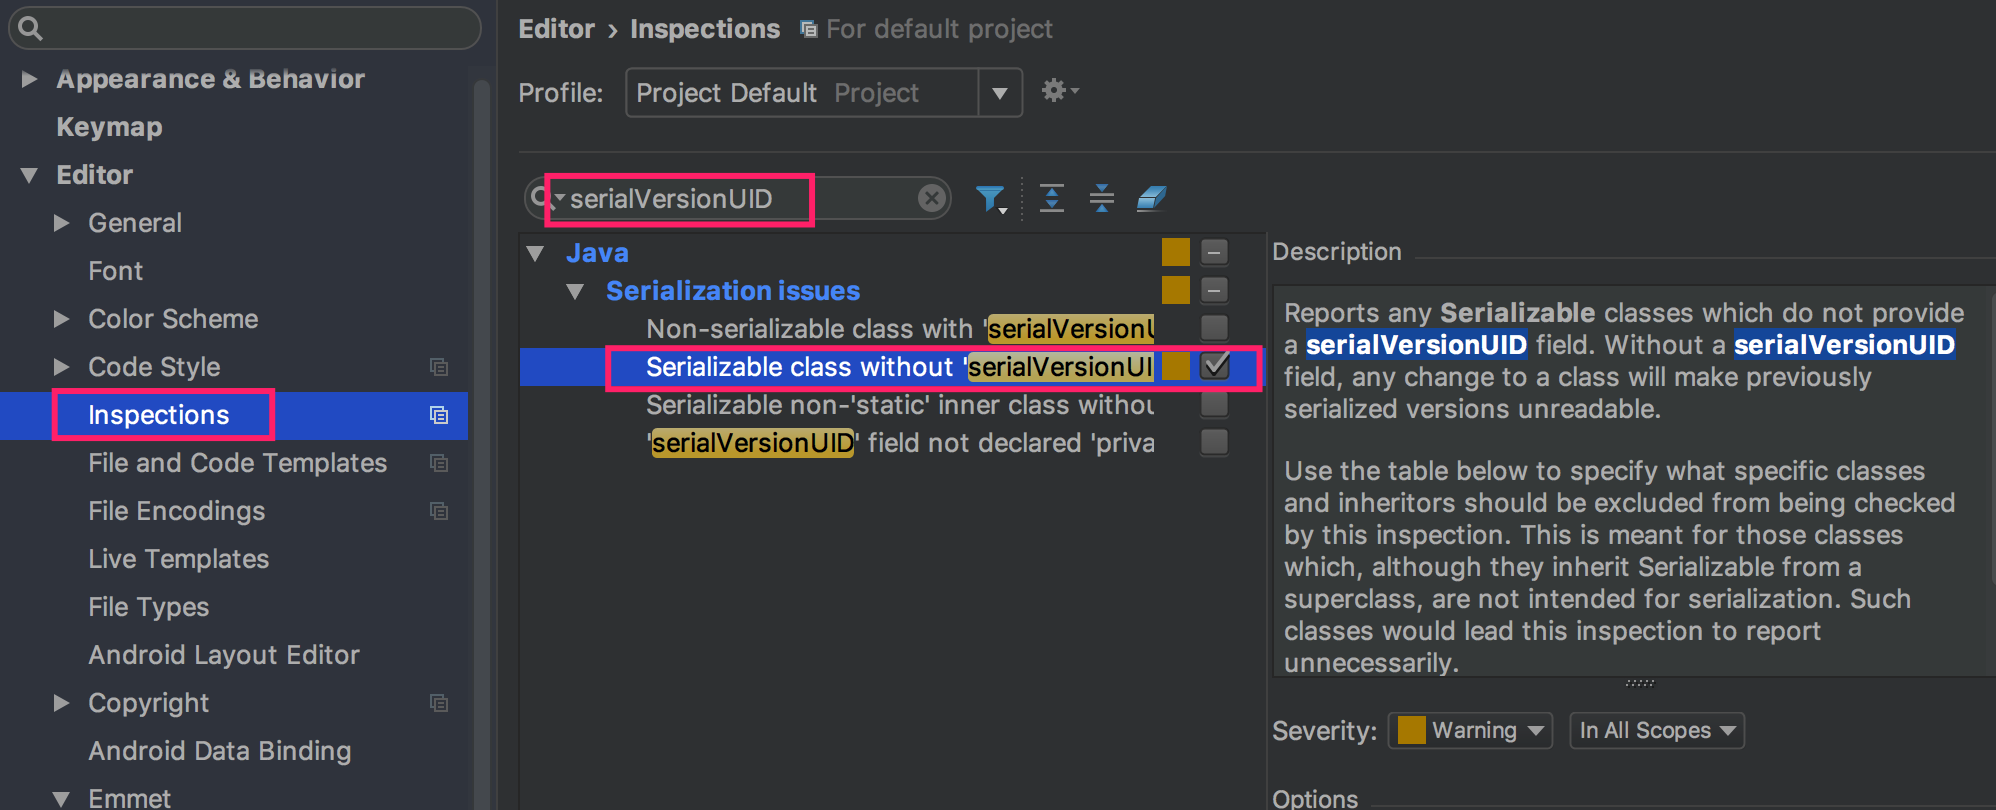 Appearance & Behavior
Keymap
Editor
General
Font
Color Scheme
Code Style
Inspections
File and Code Templates
File Encodings
Live Templates
File Types
Android Layout Editor
Copyright
Android Data Binding
Emmet
Editor › Inspections For default project
Profile: Project Default Project
serialVersionUID
Java
Serialization issues
Non-serializable class with 'serialVersionU
Serializable class without 'serialVersionUI
Serializable non-'static' inner class withou
'serialVersionUID' field not declared 'priva
Description
Reports any Serializable classes which do not provide
a serialVersionUID field. Without a serialVersionUID
field, any change to a class will make previously
serialized versions unreadable.
Use the table below to specify what specific classes
and inheritors should be excluded from being checked
by this inspection. This is meant for those classes
which, although they inherit Serializable from a
superclass, are not intended for serialization. Such
classes would lead this inspection to report
unnecessarily.
Severity: Warning In All Scopes
Options